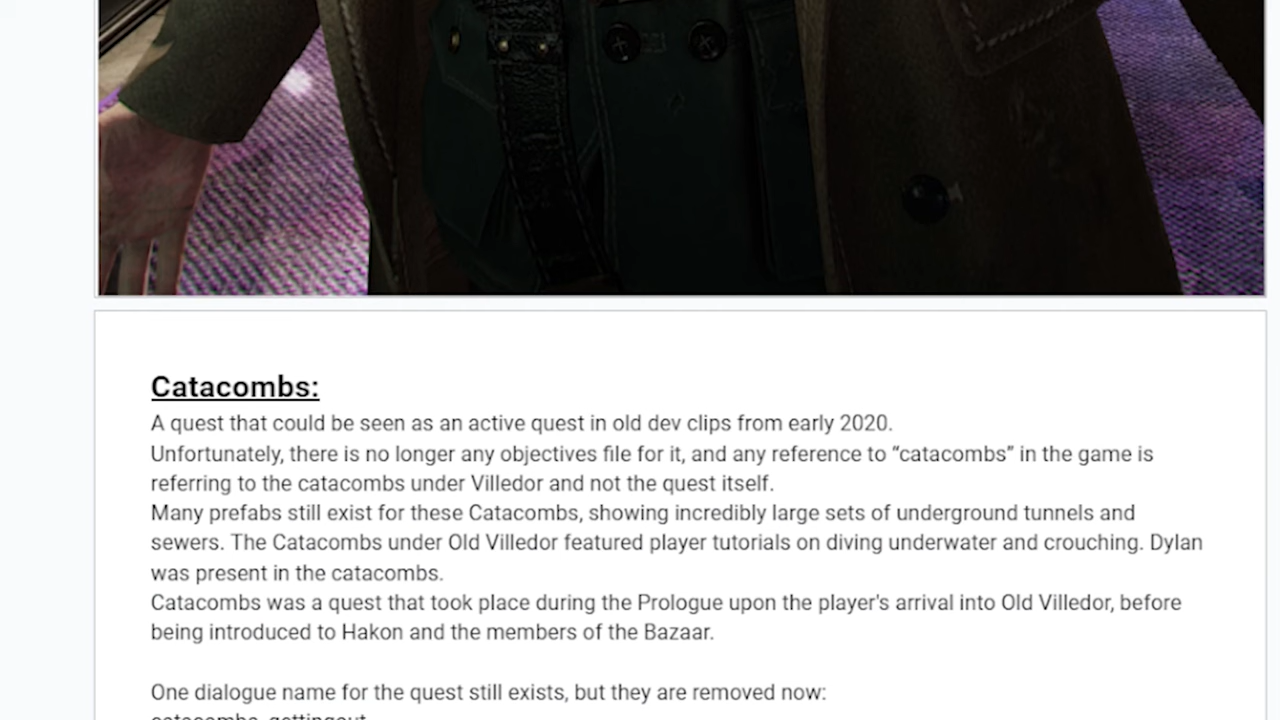 Catacombs:
A quest that could be seen as an active quest in old dev clips from early 2020.
Unfortunately, there is no longer any objectives file for it, and any reference to “catacombs” in the game is
referring to the catacombs under Villedor and not the quest itself.
Many prefabs still exist for these Catacombs, showing incredibly large sets of underground tunnels and
sewers. The Catacombs under Old Villedor featured player tutorials on diving underwater and crouching. Dylan
was present in the catacombs.
Catacombs was a quest that took place during the Prologue upon the player's arrival into Old Villedor, before
being introduced to Hakon and the members of the Bazaar.
One dialogue name for the quest still exists, but they are removed now:
catacombs_gettingout